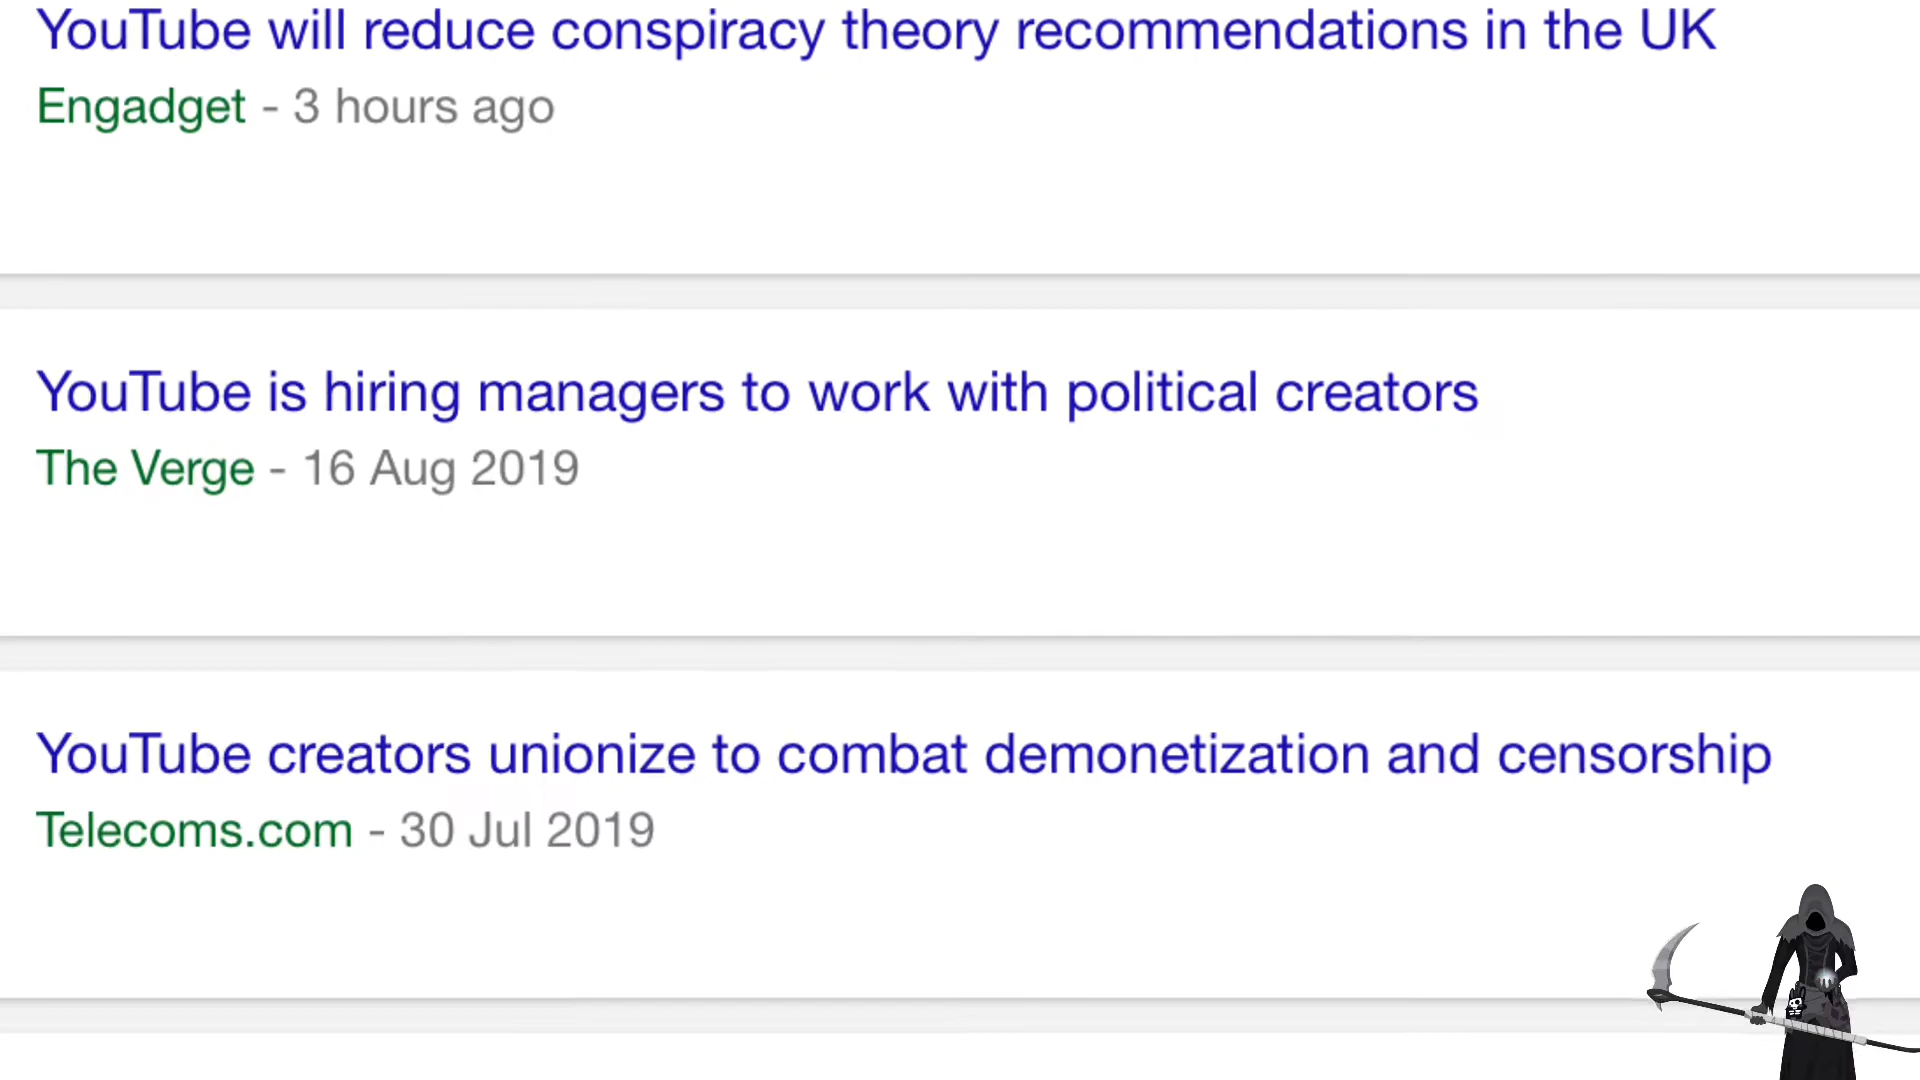 YouTube will reduce conspiracy theory recommendations in the UK
Engadget - 3 hours ago
YouTube is hiring managers to work with political creators
The Verge - 16 Aug 2019
YouTube creators unionize to combat demonetization and censorship
Telecoms.com - 30 Jul 2019